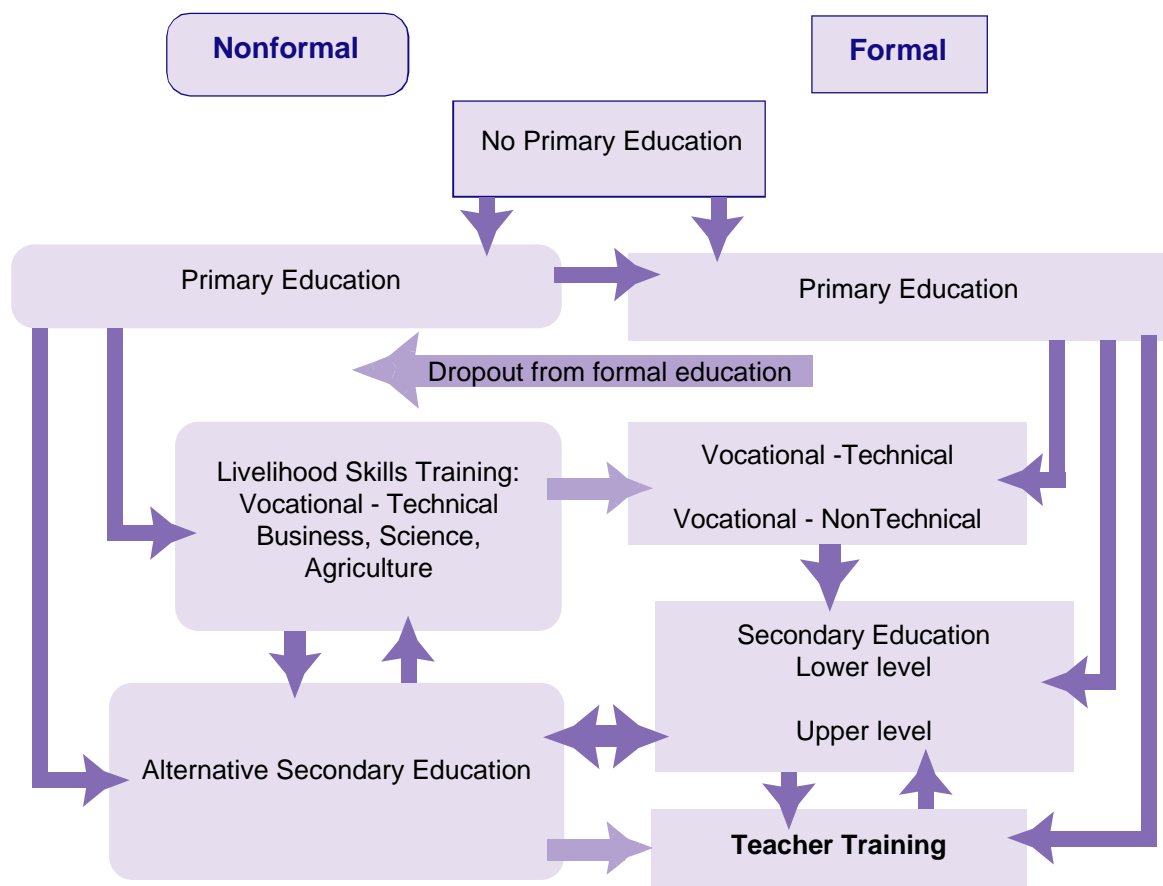 Nonformal
Formal
No Primary Education
Primary Education
Primary Education
Dropout from formal education
Livelihood Skills Training:
Vocational - Technical
Business, Science,
Agriculture
Vocational -Technical
Vocational - NonTechnical
Secondary Education
Lower level
Upper level
Alternative Secondary Education
Teacher Training